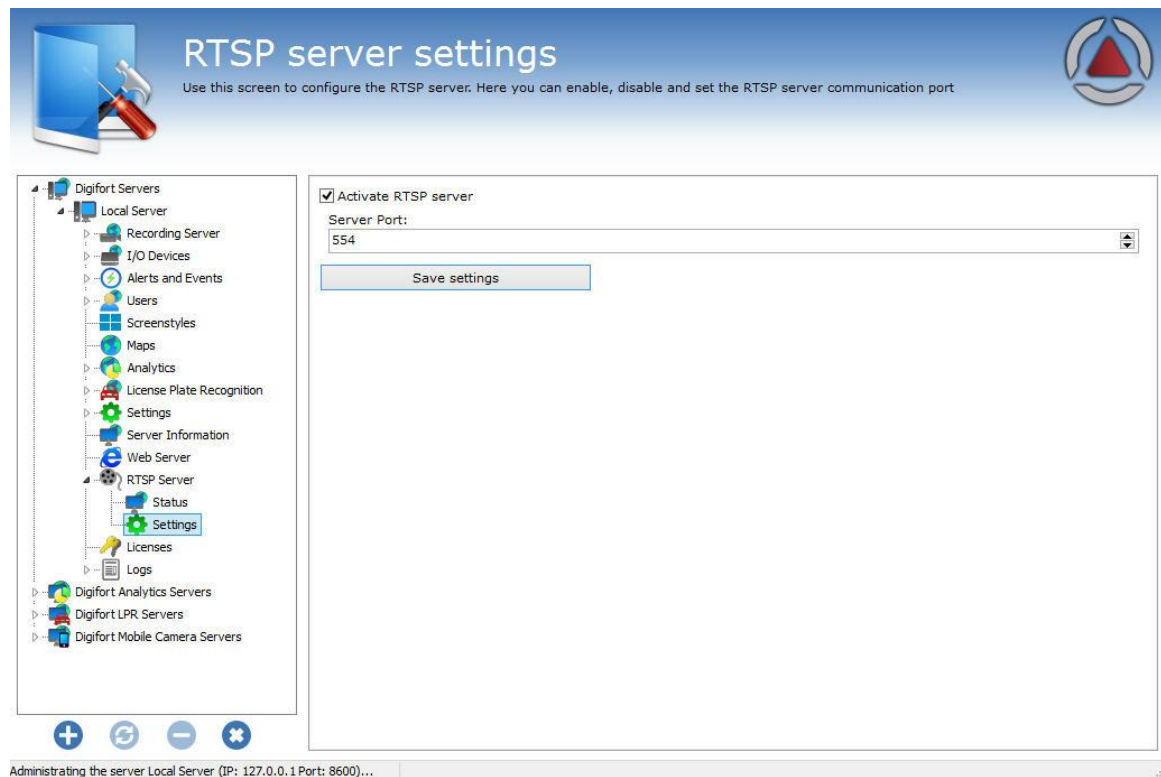 RTSP server settings
Use this screen to configure the RTSP server. Here you can enable, disable and set the RTSP server communication port
Digifort Servers
Local Server
Recording Server
I/O Devices
Alerts and Events
Users
Screenstyles
Maps
Analytics
License Plate Recognition
Settings
Server Information
Web Server
RTSP Server
Status
Settings
Licenses
Logs
Digifort Analytics Servers
Digifort LPR Servers
Digifort Mobile Camera Servers
Activate RTSP server
Server Port:
554
Save settings
Administrating the server Local Server (IP: 127.0.0.1 Port: 8600)...